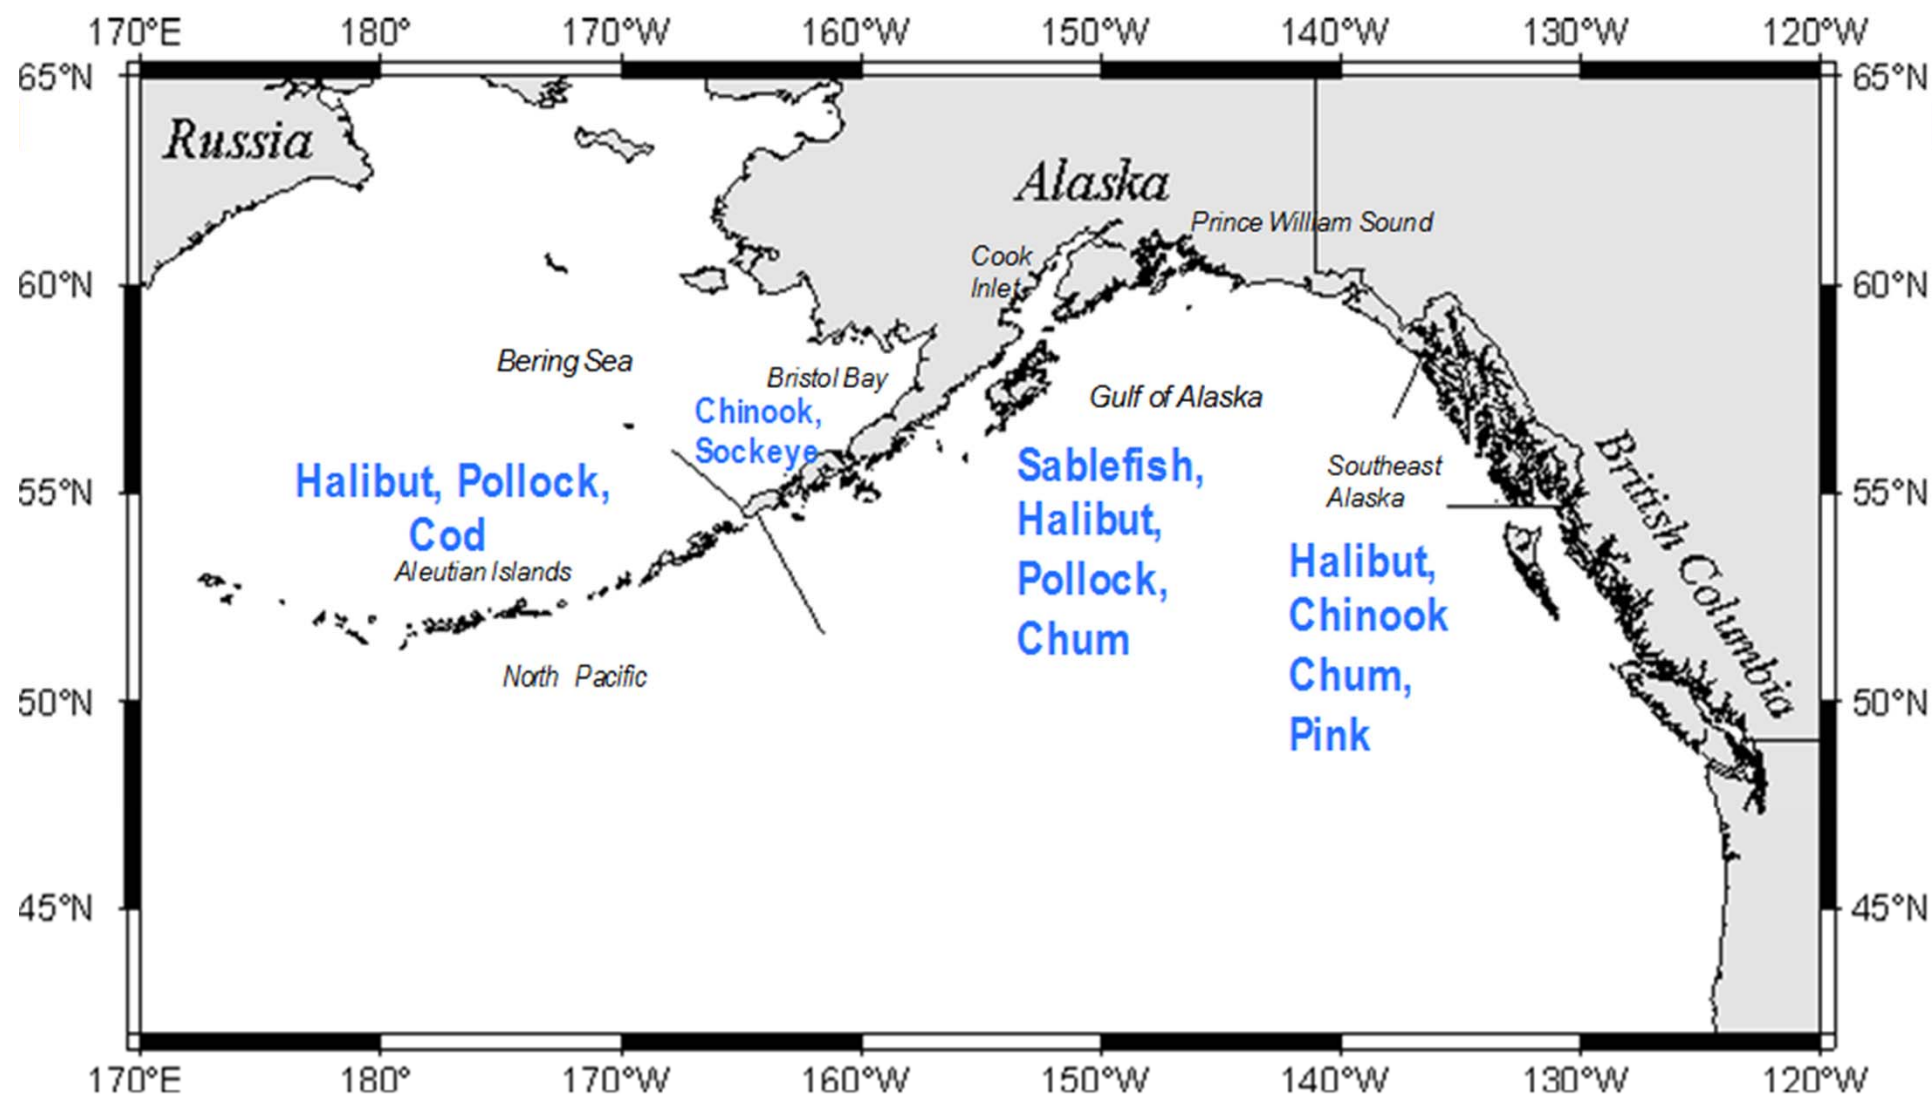 170°E 180° 170°W 160°W 150°W 140°W 130°W 120°W
65°N 65°N
Russia
Alaska
Prince William Sound
Cook
Inlet
60°N 60°N
Bering Sea
Bristol Bay
Gulf of Alaska
Chinook,
Sockeye
British Columbia
Halibut, Pollock,
Cod
Sablefish,
Halibut,
Pollock,
Chum
Southeast
Alaska
55°N 55°N
Aleutian Islands
Halibut,
Chinook
Chum,
Pink
North Pacific
50°N 50°N
45°N 45°N
170°E 180° 170°W 160°W 150°W 140°W 130°W 120°W